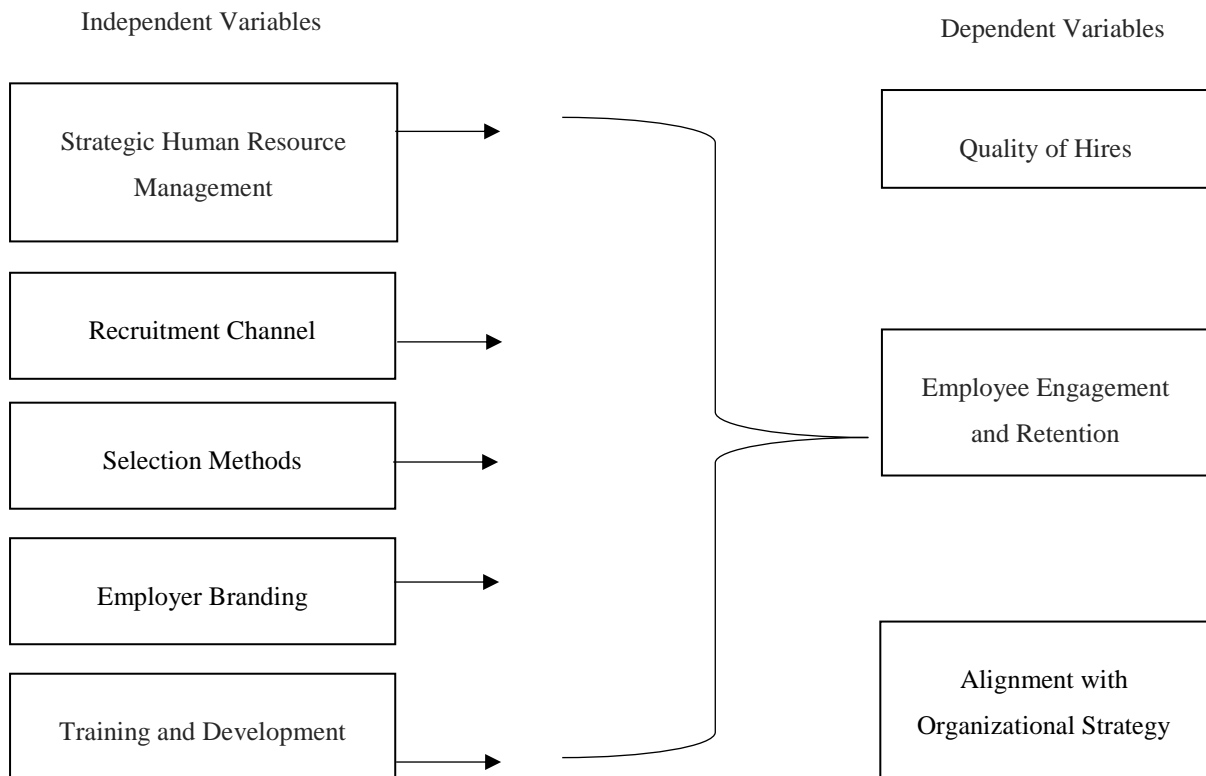 Independent Variables
Dependent Variables
Strategic Human Resource
Management
Quality of Hires
Recruitment Channel
Employee Engagement
and Retention
Selection Methods
Employer Branding
Alignment with
Organizational Strategy
Training and Development